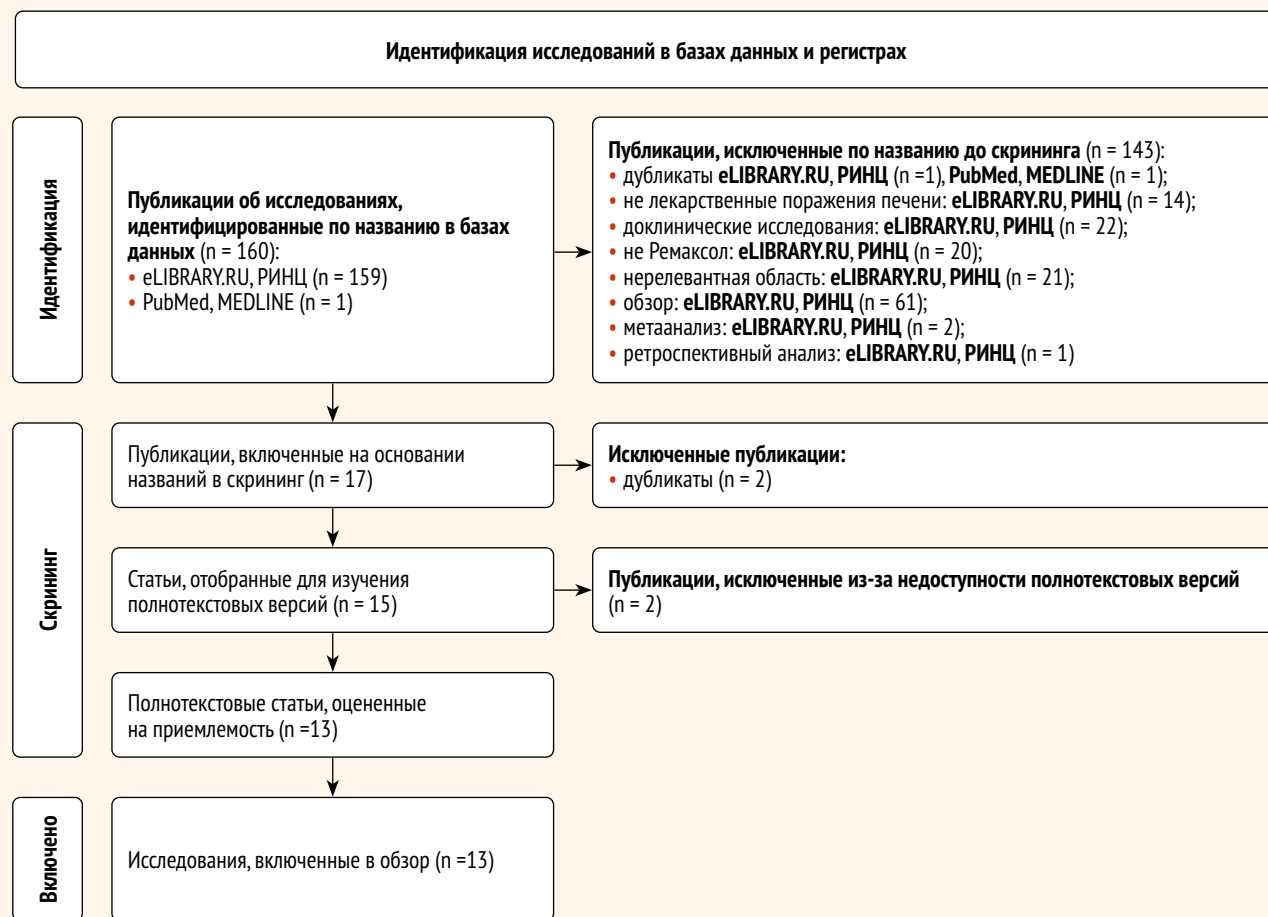 Идентификация исследований в базах данных и регистрах
Идентификация
Публикации об исследованиях,
идентифицированные по названию в базах
данных (n = 160):
• eLIBRARY.RU, РИНЦ (n = 159)
• PubMed, MEDLINE (n = 1)
Публикации, исключенные по названию до скрининга (n = 143):
• дубликаты eLIBRARY.RU, РИНЦ (n =1), PubMed, MEDLINE (n = 1);
• не лекарственные поражения печени: eLIBRARY.RU, РИНЦ (n = 14);
• доклинические исследования: eLIBRARY.RU, РИНЦ (n = 22);
• не Ремаксол: eLIBRARY.RU, РИНЦ (n = 20);
• нерелевантная область: eLIBRARY.RU, РИНЦ (n = 21);
• обзор: eLIBRARY.RU, РИНЦ (n = 61);
• метаанализ: eLIBRARY.RU, РИНЦ (n = 2);
• ретроспективный анализ: eLIBRARY.RU, РИНЦ (n = 1)
Скрининг
Публикации, включенные на основании
названий в скрининг (n = 17)
Исключенные публикации:
• дубликаты (n = 2)
Статьи, отобранные для изучения
полнотекстовых версий (n = 15)
Публикации, исключенные из-за недоступности полнотекстовых версий
(n = 2)
Полнотекстовые статьи, оцененные
на приемлемость (n =13)
Включено
Исследования, включенные в обзор (n =13)